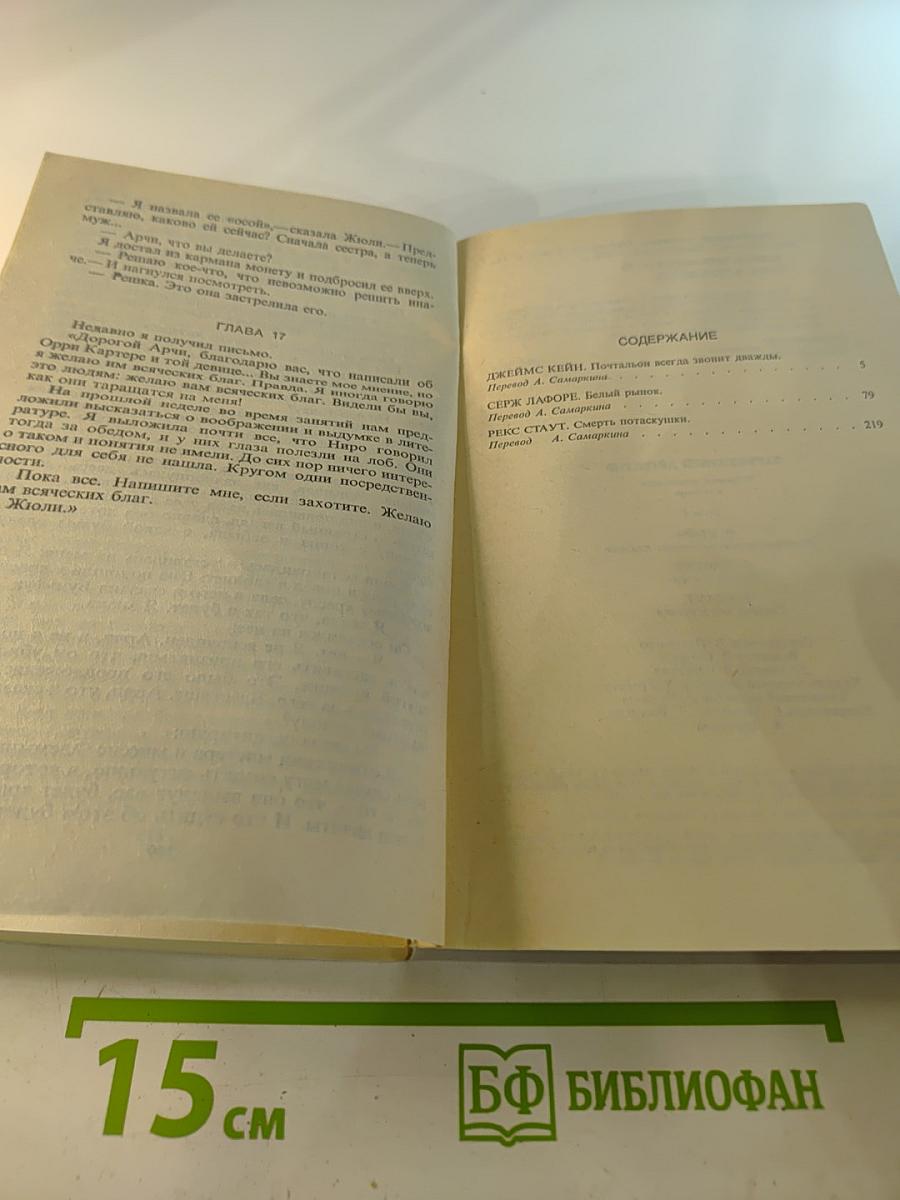 — Я назвала ее «осой»,— сказала Жюли.— Пред-
ставляю, каково ей сейчас? Сначала сестра, а теперь
муж...
— Арчи, что вы делаете?
Я достал из кармана монету и подбросил ее вверх.
— Решаю кое-что, что невозможно решить ина-
че.— И нагнулся посмотреть.
— Решка. Это она застрелила его.
ГЛАВА 17
Недавно я получил письмо.
«Дорогой Арчи, благодарю вас, что написали об
Орри Картере и той девице... Вы знаете мое мнение, но
я желаю им всяческих благ. Правда. Я иногда говорю
это людям: желаю вам всяческих благ. Видели бы вы,
как они таращатся на меня!
На прошлой неделе во время занятий нам пред-
ложили высказаться о воображении и выдумке в лите-
ратуре. Я выложила почти все, что Ниро говорил
тогда за обедом, и у них глаза полезли на лоб. Они
о таком и понятия не имели. До сих пор ничего интере-
сного для себя не нашла. Кругом одни посредствен-
ности.
Пока все. Напишите мне, если захотите. Желаю
ам всяческих благ.
Жюли.»
СОДЕРЖАНИЕ
ДЖЕЙМС КЕЙН. Почтальон всегда звонит дважды.
Перевод А. Самаркина . . . . . . . . . . . . . . 5
СЕРЖ ЛАФОРЕ. Белый рынок.
Перевод А. Самаркина . . . . . . . . . . . . . . 79
РЕКС СТАУТ. Смерть потаскушки.
Перевод А. Самаркина . . . . . . . . . . . . . . 219
15 см
БФ БИБЛИОФАН